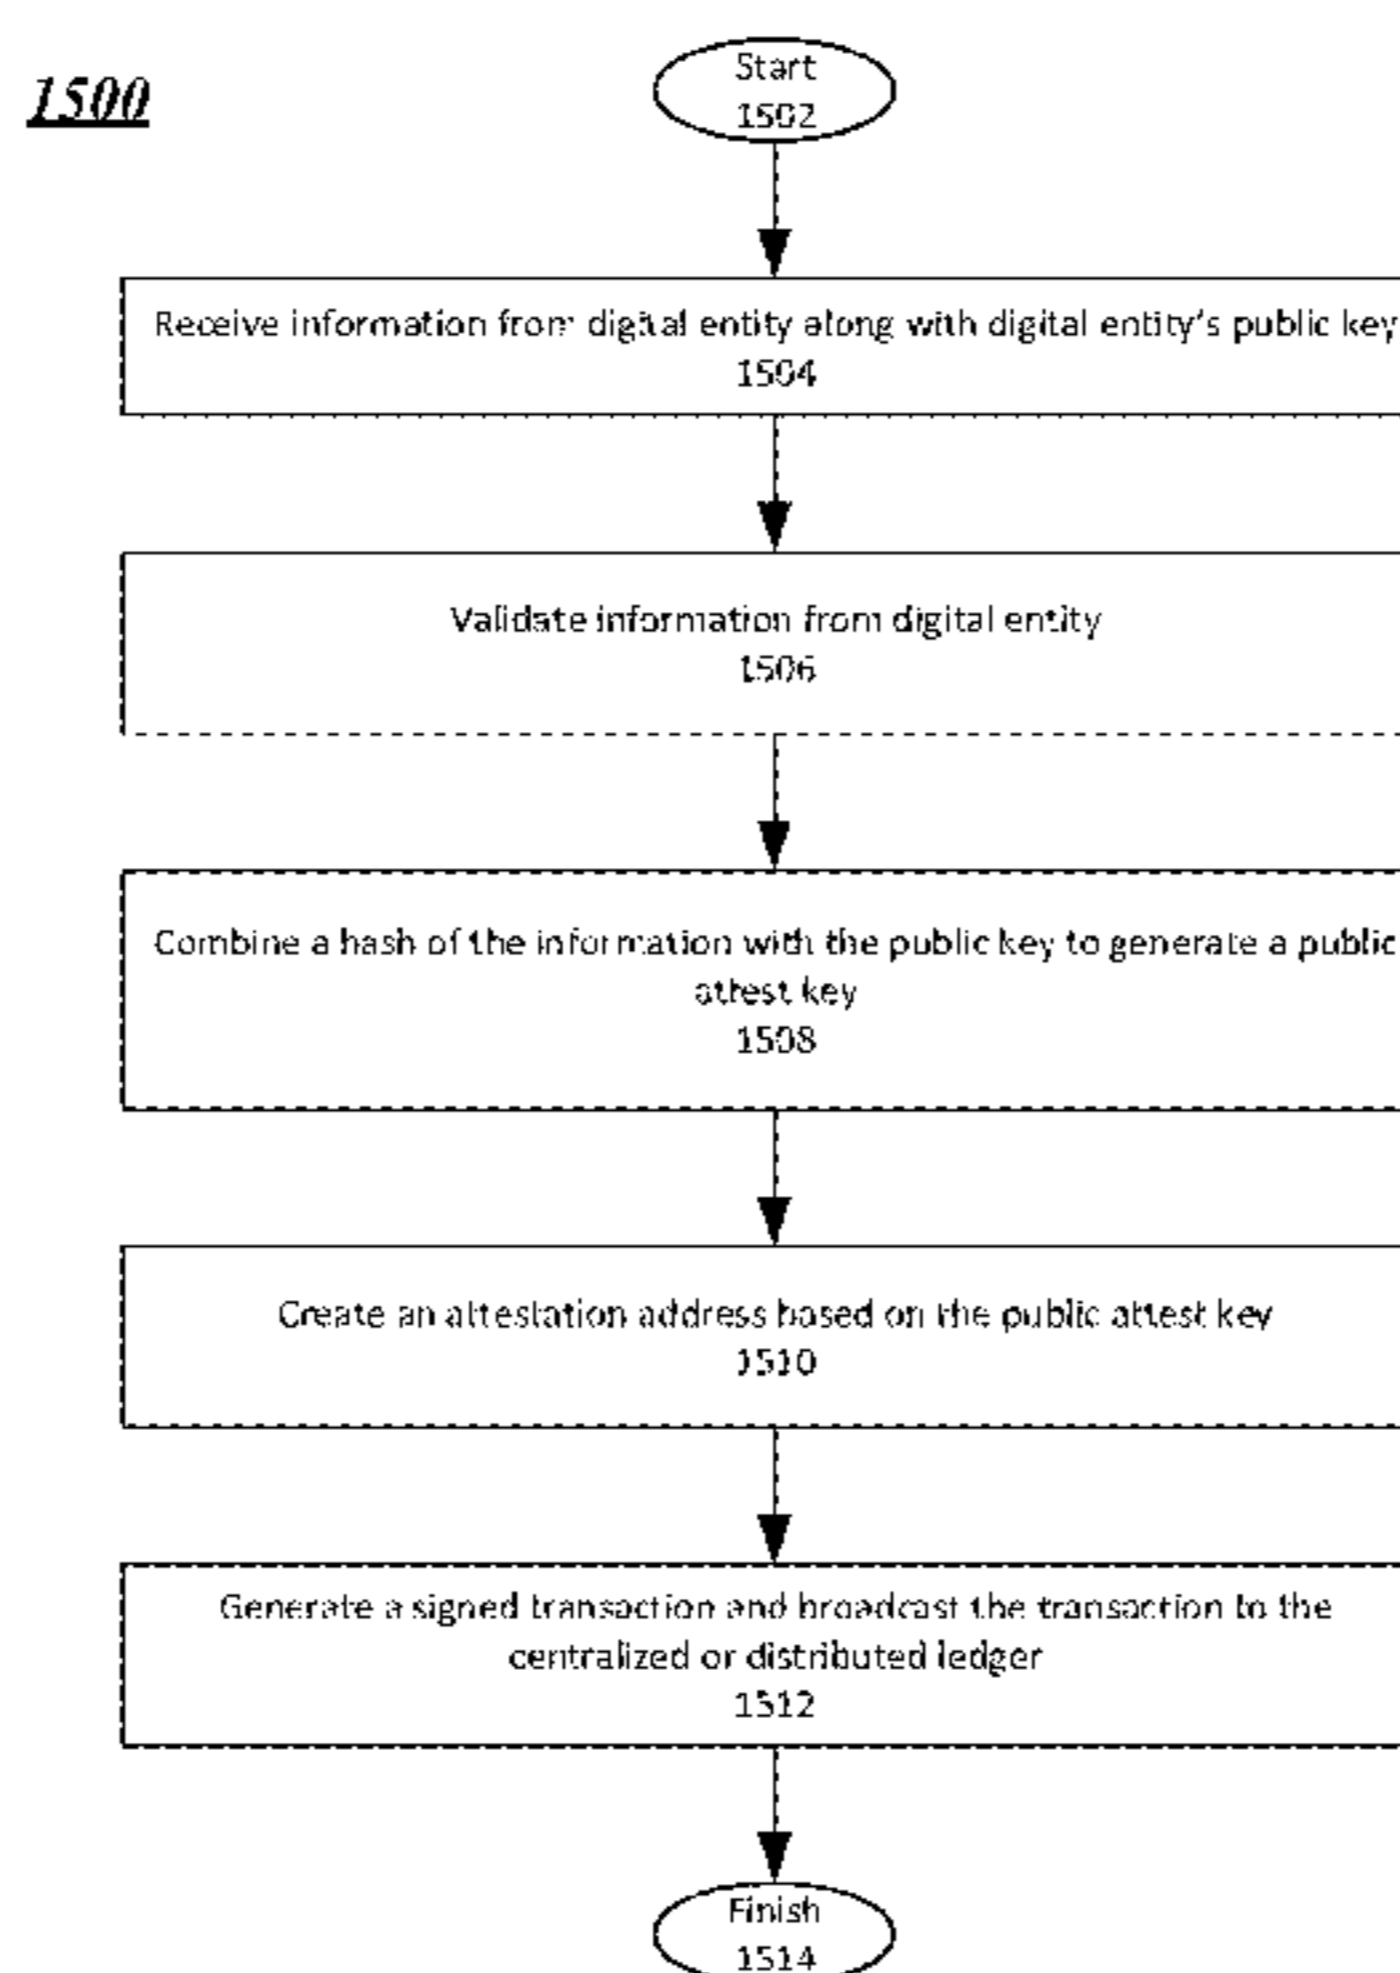 1500
Start
1502
Receive information from digital entity along with digital entity's public key
1504
Validate information from digital entity
1506
Combine a hash of the information with the public key to generate a public
attest key
1508
Create an attestation address based on the public attest key
1510
Generate a signed transaction and broadcast the transaction to the
centralized or distributed ledger
1512
Finish
1514